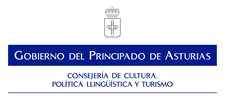 GOBIERNO DEL PRINCIPADO DE ASTURIAS
CONSEJERÍA DE CULTURA,
POLÍTICA LLINGÜÍSTICA Y TURISMO